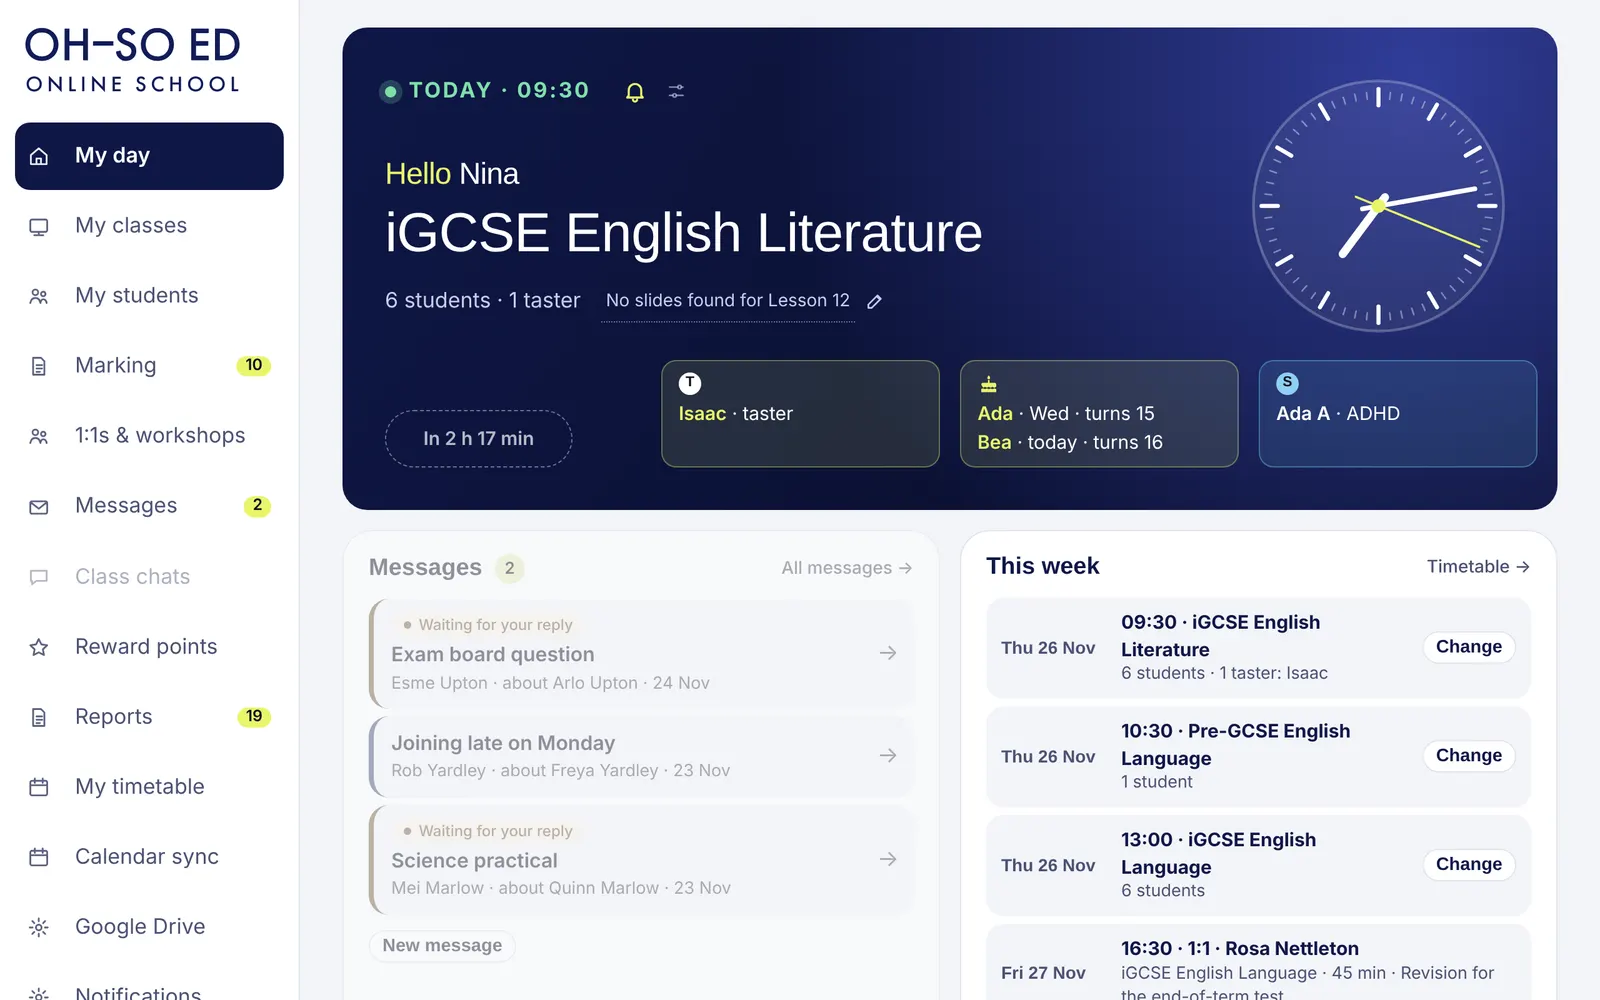 OH–SO ED
ONLINE SCHOOL
My day
My classes
My students
Marking 10
1:1s & workshops
Messages 2
Class chats
Reward points
Reports 19
My timetable
Calendar sync
Google Drive
Notifications
TODAY · 09:30
Hello Nina
iGCSE English Literature
6 students · 1 taster
No slides found for Lesson 12
In 2 h 17 min
T
Isaac · taster
Ada · Wed · turns 15
Bea · today · turns 16
S
Ada A · ADHD
Messages 2
All messages →
Waiting for your reply
Exam board question
Esme Upton · about Arlo Upton · 24 Nov
Joining late on Monday
Rob Yardley · about Freya Yardley · 23 Nov
Waiting for your reply
Science practical
Mei Marlow · about Quinn Marlow · 23 Nov
New message
This week
Timetable →
Thu 26 Nov
09:30 · iGCSE English
Literature
6 students · 1 taster: Isaac
Change
Thu 26 Nov
10:30 · Pre-GCSE English
Language
1 student
Change
Thu 26 Nov
13:00 · iGCSE English
Language
6 students
Change
Fri 27 Nov
16:30 · 1:1 · Rosa Nettleton
iGCSE English Language · 45 min · Revision for
the end-of-term test